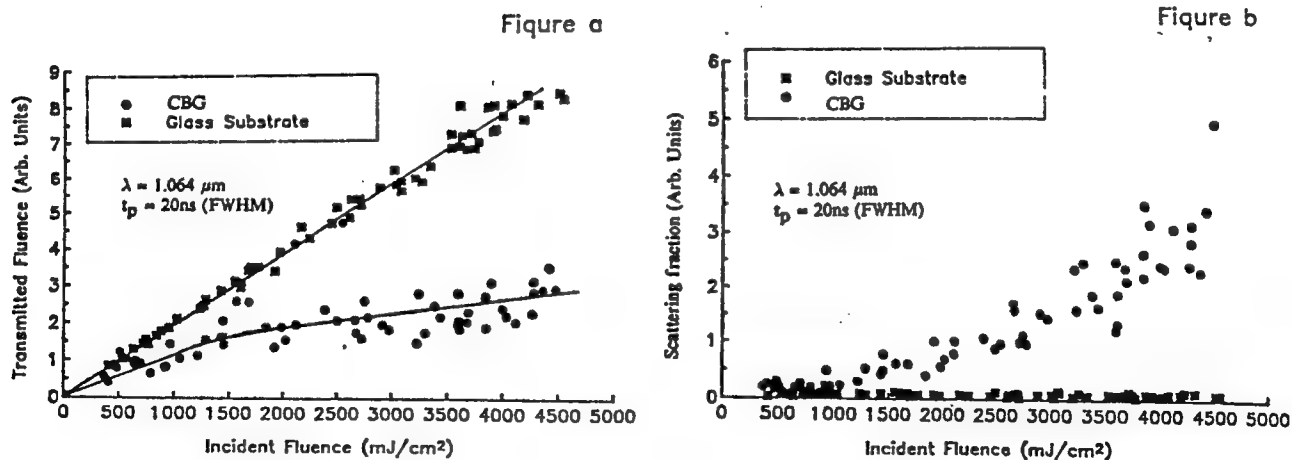 Figure a
Transmitted Fluence (Arb. Units)
9
8
7
6
5
4
3
2
1
0
CBG
Glass Substrate
λ = 1.064 μm
tp = 20ns (FWHM)
0 500 1000 1500 2000 2500 3000 3500 4000 4500 5000
Incident Fluence (mJ/cm²)
Figure b
Scattering fraction (Arb. Units)
6
5
4
3
2
1
0
Glass Substrate
CBG
λ = 1.064 μm
tp = 20ns (FWHM)
500 1000 1500 2000 2500 3000 3500 4000 4500 5000
Incident Fluence (mJ/cm²)